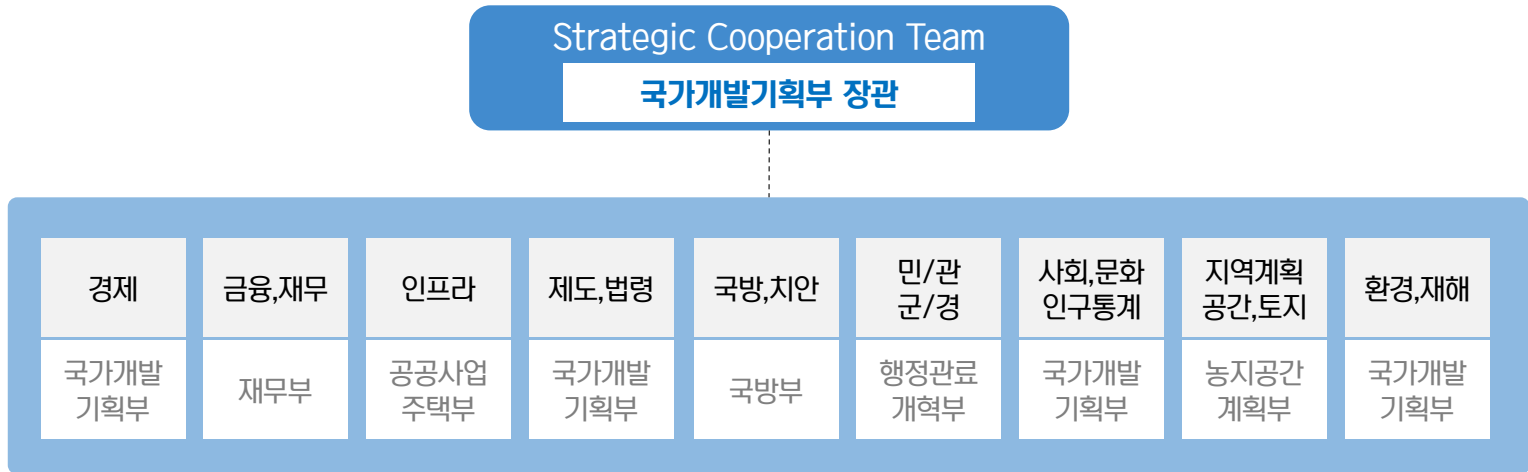 Strategic Cooperation Team
국가개발기획부 장관
경제
금융,재무
인프라
제도,법령
국방,치안
민/관
군/경
사회,문화
인구통계
지역계획
공간,토지
환경,재해
국가개발
기획부
재무부
공공사업
주택부
국가개발
기획부
국방부
행정관료
개혁부
국가개발
기획부
농지공간
계획부
국가개발
기획부